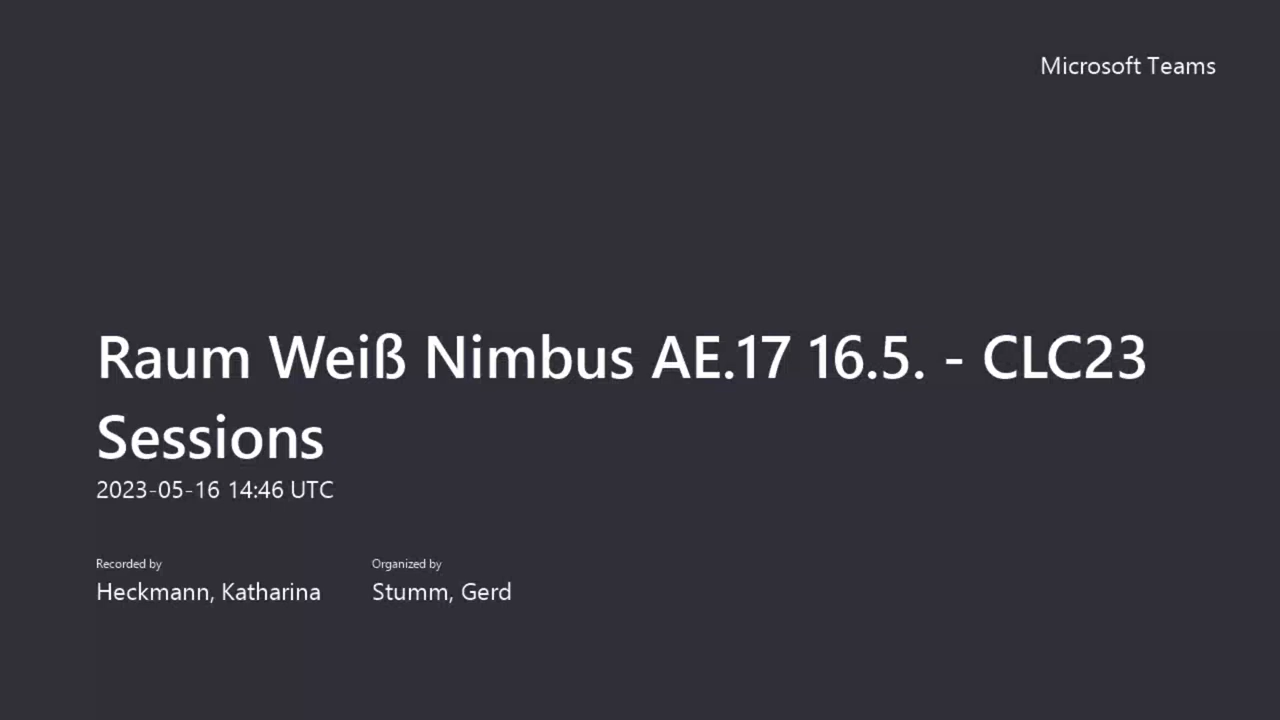 Microsoft Teams
Raum Weiß Nimbus AE.17 16.5. - CLC23
Sessions
2023-05-16 14:46 UTC
Recorded by
Organized by
Heckmann, Katharina
Stumm, Gerd